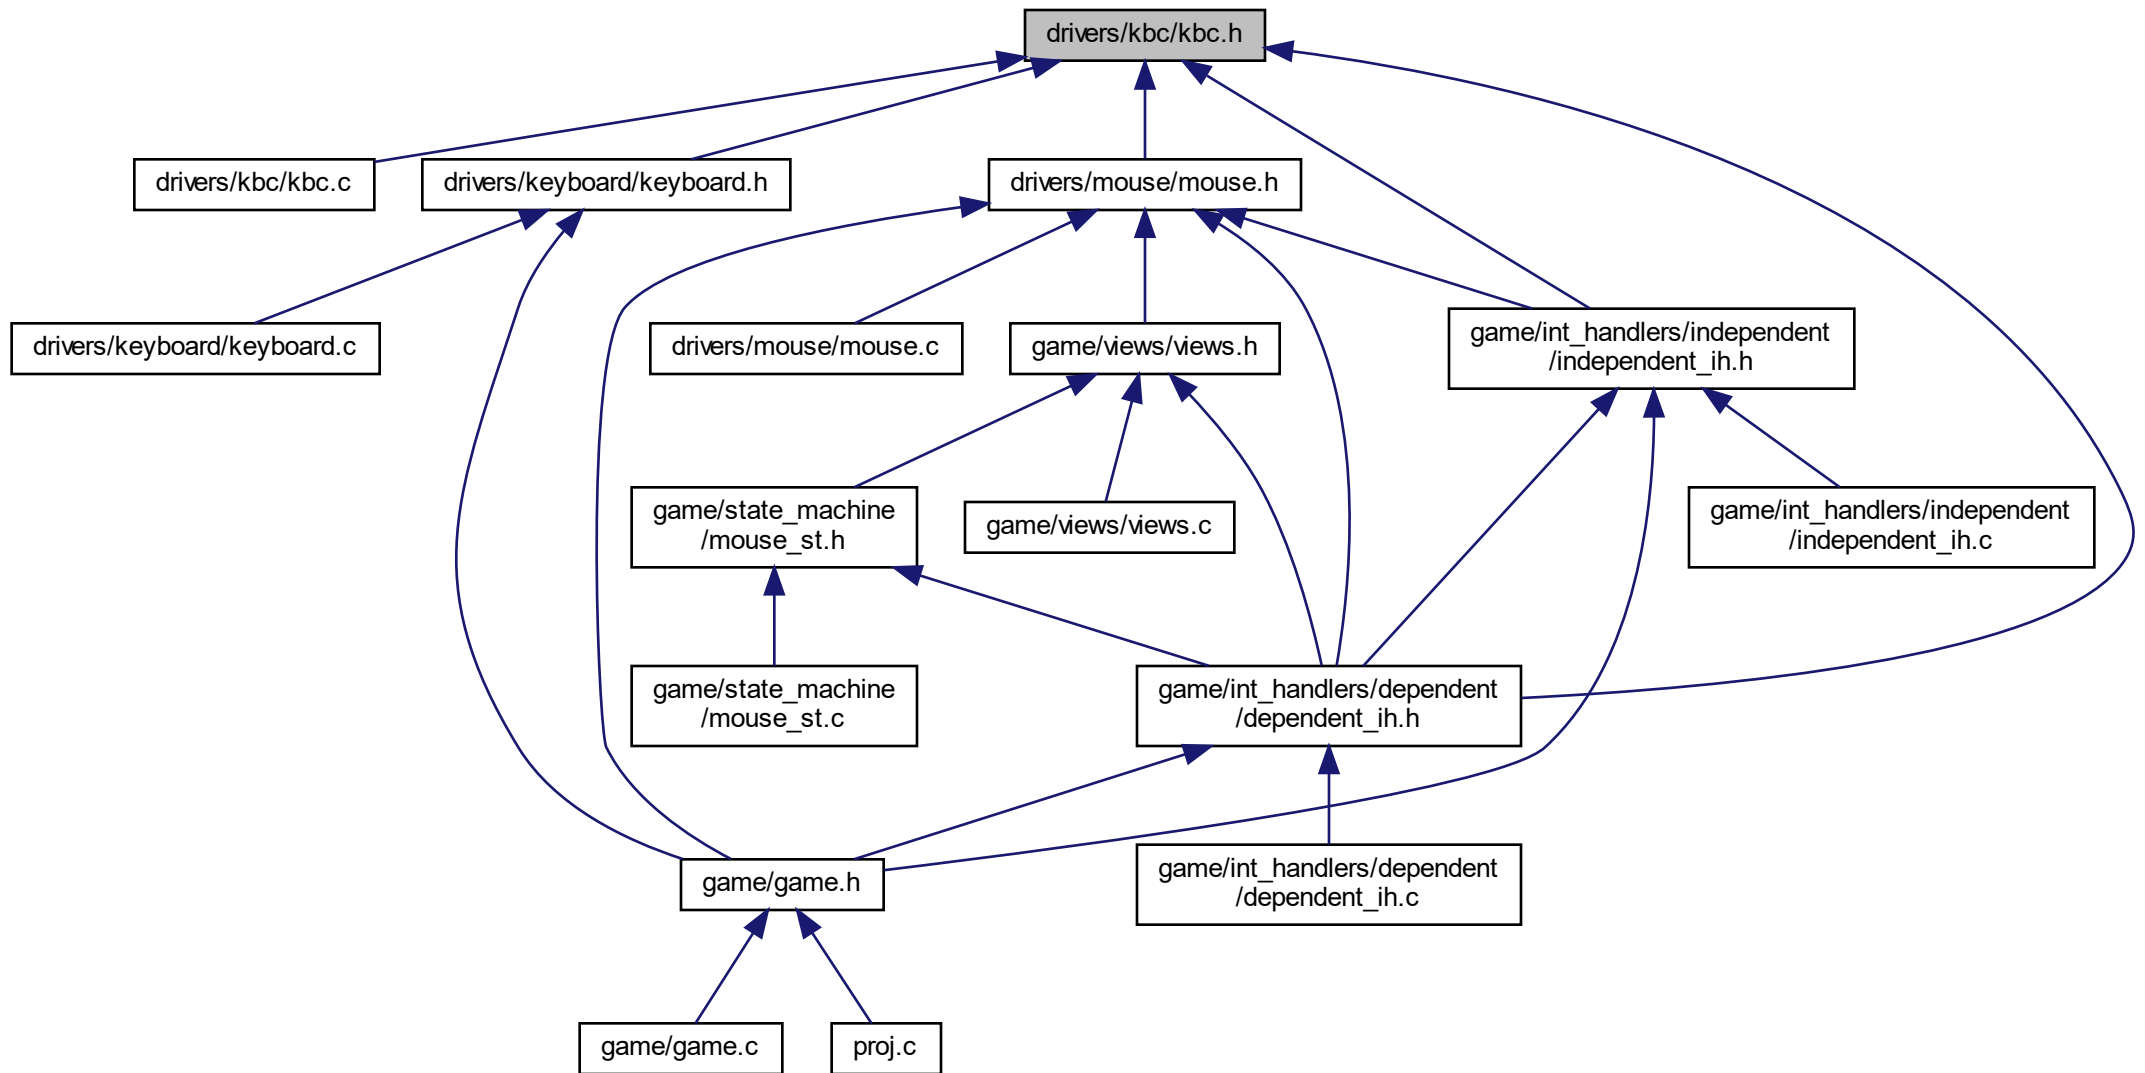 drivers/kbc/kbc.h
drivers/kbc/kbc.c
drivers/keyboard/keyboard.h
drivers/mouse/mouse.h
drivers/keyboard/keyboard.c
drivers/mouse/mouse.c
game/views/views.h
game/int_handlers/independent
/independent_ih.h
game/state_machine
/mouse_st.h
game/views/views.c
game/int_handlers/independent
/independent_ih.c
game/state_machine
/mouse_st.c
game/int_handlers/dependent
/dependent_ih.h
game/game.h
game/int_handlers/dependent
/dependent_ih.c
game/game.c
proj.c